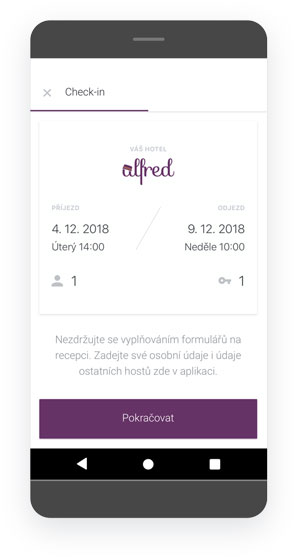 Check-in
VÁŠ HOTEL
alfred
PŘÍJEZD
ODJEZD
4. 12. 2018
9. 12. 2018
Úterý 14:00
Neděle 10:00
1
1
Nezdržujte se vyplňováním formulářů na
recepci. Zadejte své osobní údaje i údaje
ostatních hostů zde v aplikaci.
Pokračovat